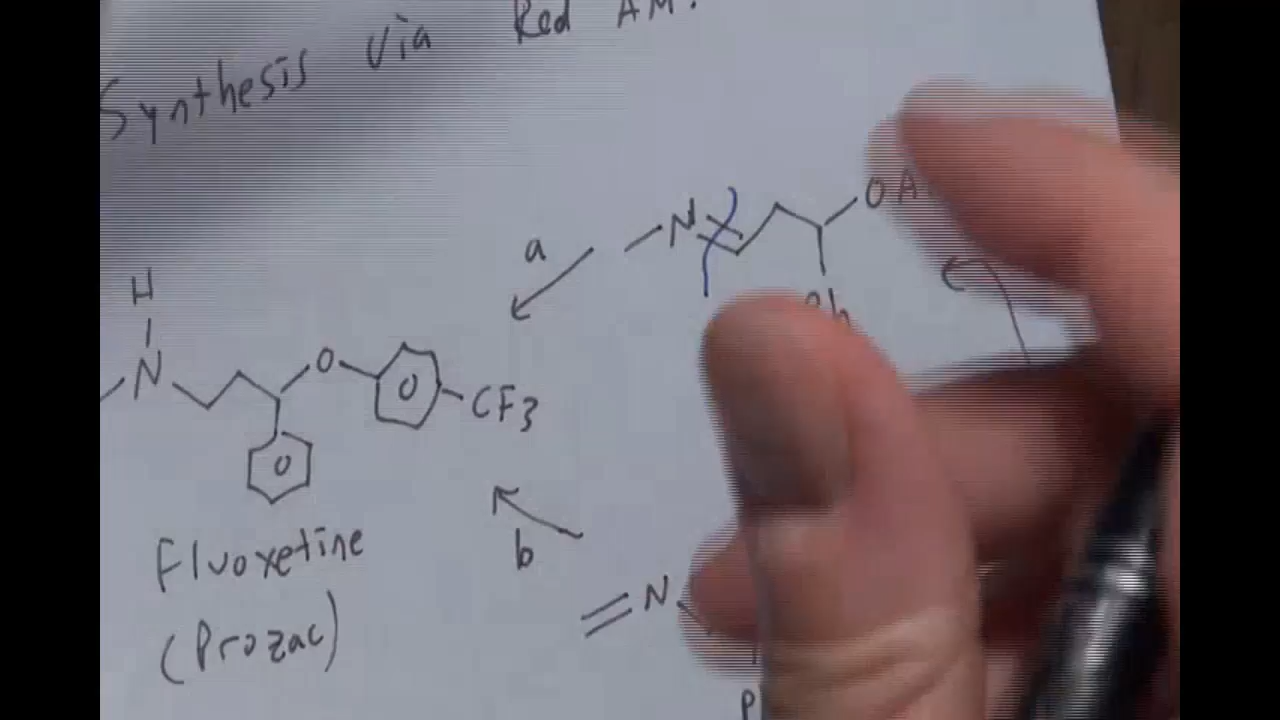 Synthesis via Red AM.
N
OA
a
H
N
O
CF3
b
N
Fluoxetine
(Prozac)